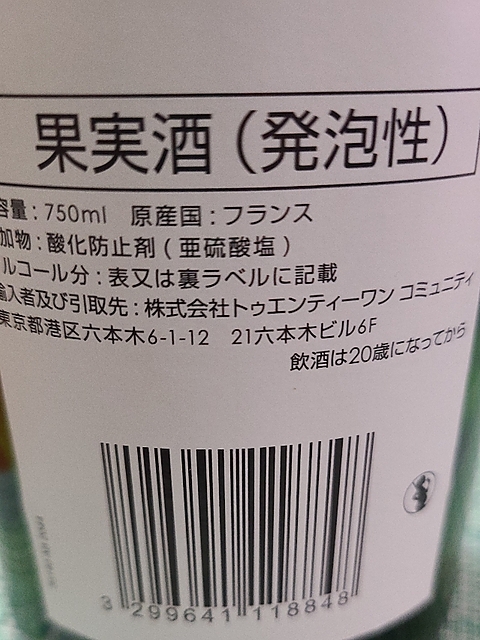 果実酒(発泡性)
容量:750ml 原産国:フランス
加物:酸化防止剤(亜硫酸塩)
ルコール分:表又は裏ラベルに記載
輸入者及び引取先:株式会社トゥエンティーワン コミュニティ
東京都港区六本木6-1-12 21六本木ビル6F
飲酒は20歳になってから
3 299641 118848